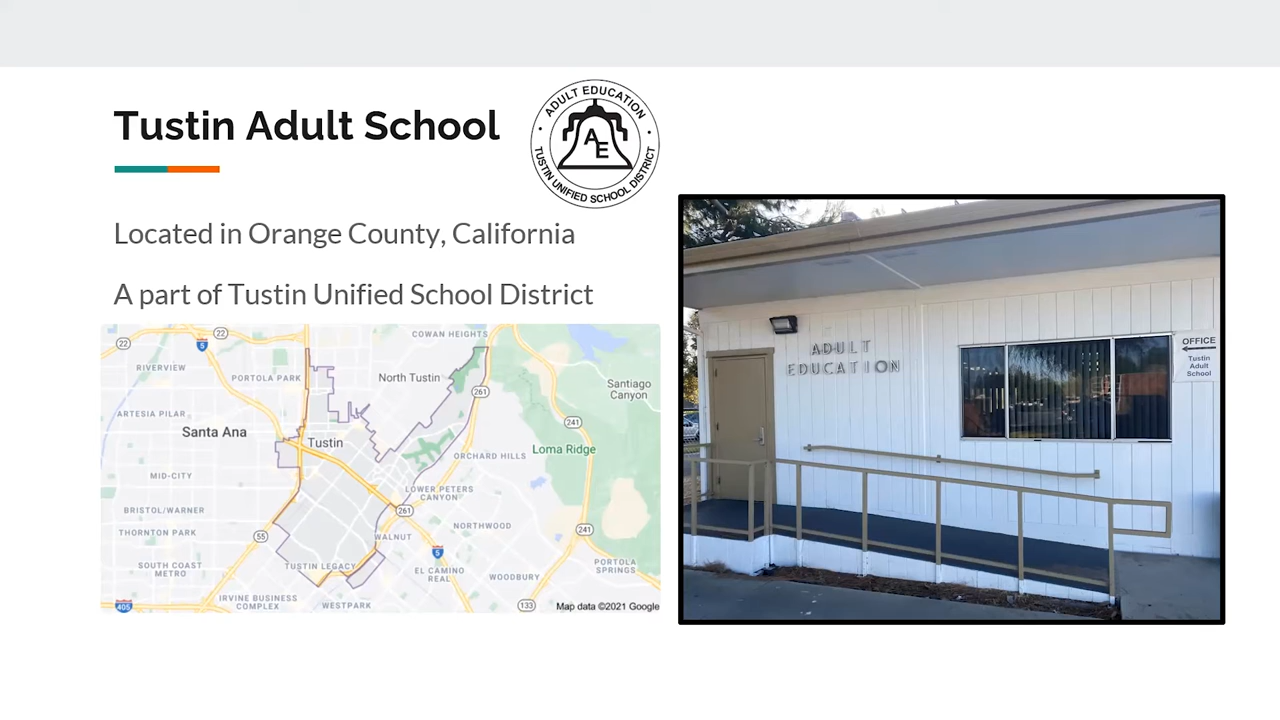 Tustin Adult School
ADULT EDUCATION
AE
TUSTIN UNIFIED SCHOOL DISTRICT
Located in Orange County, California
A part of Tustin Unified School District
COWAN HEIGHTS
22
22
5
RIVERVIEW
PORTOLA PARK
North Tustin
261
Santiago
Canyon
ARTESIA PILAR
241
Santa Ana
Tustin
Loma Ridge
ORCHARD HILLS
MID-CITY
LOWER PETERS
CANYON
BRISTOL/WARNER
261
NORTHWOOD
THORNTON PARK
55
WALNUT
241
5
SOUTH COAST
METRO
TUSTIN LEGACY
EL CAMINO
REAL
WOODBURY
PORTOLA
SPRINGS
405
IRVINE BUSINESS
COMPLEX
WESTPARK
133
Map data ©2021 Google
ADULT
EDUCATION
OFFICE
Tustin
Adult
School